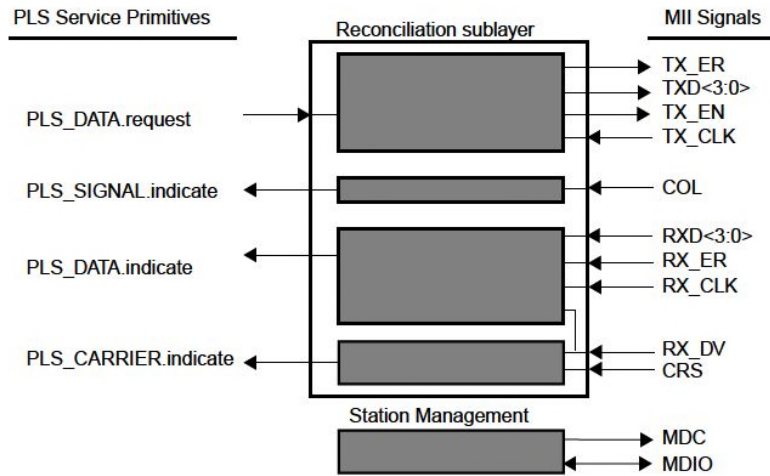 PLS Service Primitives
MII Signals
Reconciliation sublayer
TX_ER
TXD<3:0>
PLS_DATA.request
TX_EN
TX_CLK
PLS_SIGNAL.indicate
COL
RXD<3:0>
PLS_DATA.indicate
RX_ER
RX_CLK
PLS_CARRIER.indicate
RX_DV
CRS
Station Management
MDC
MDIO